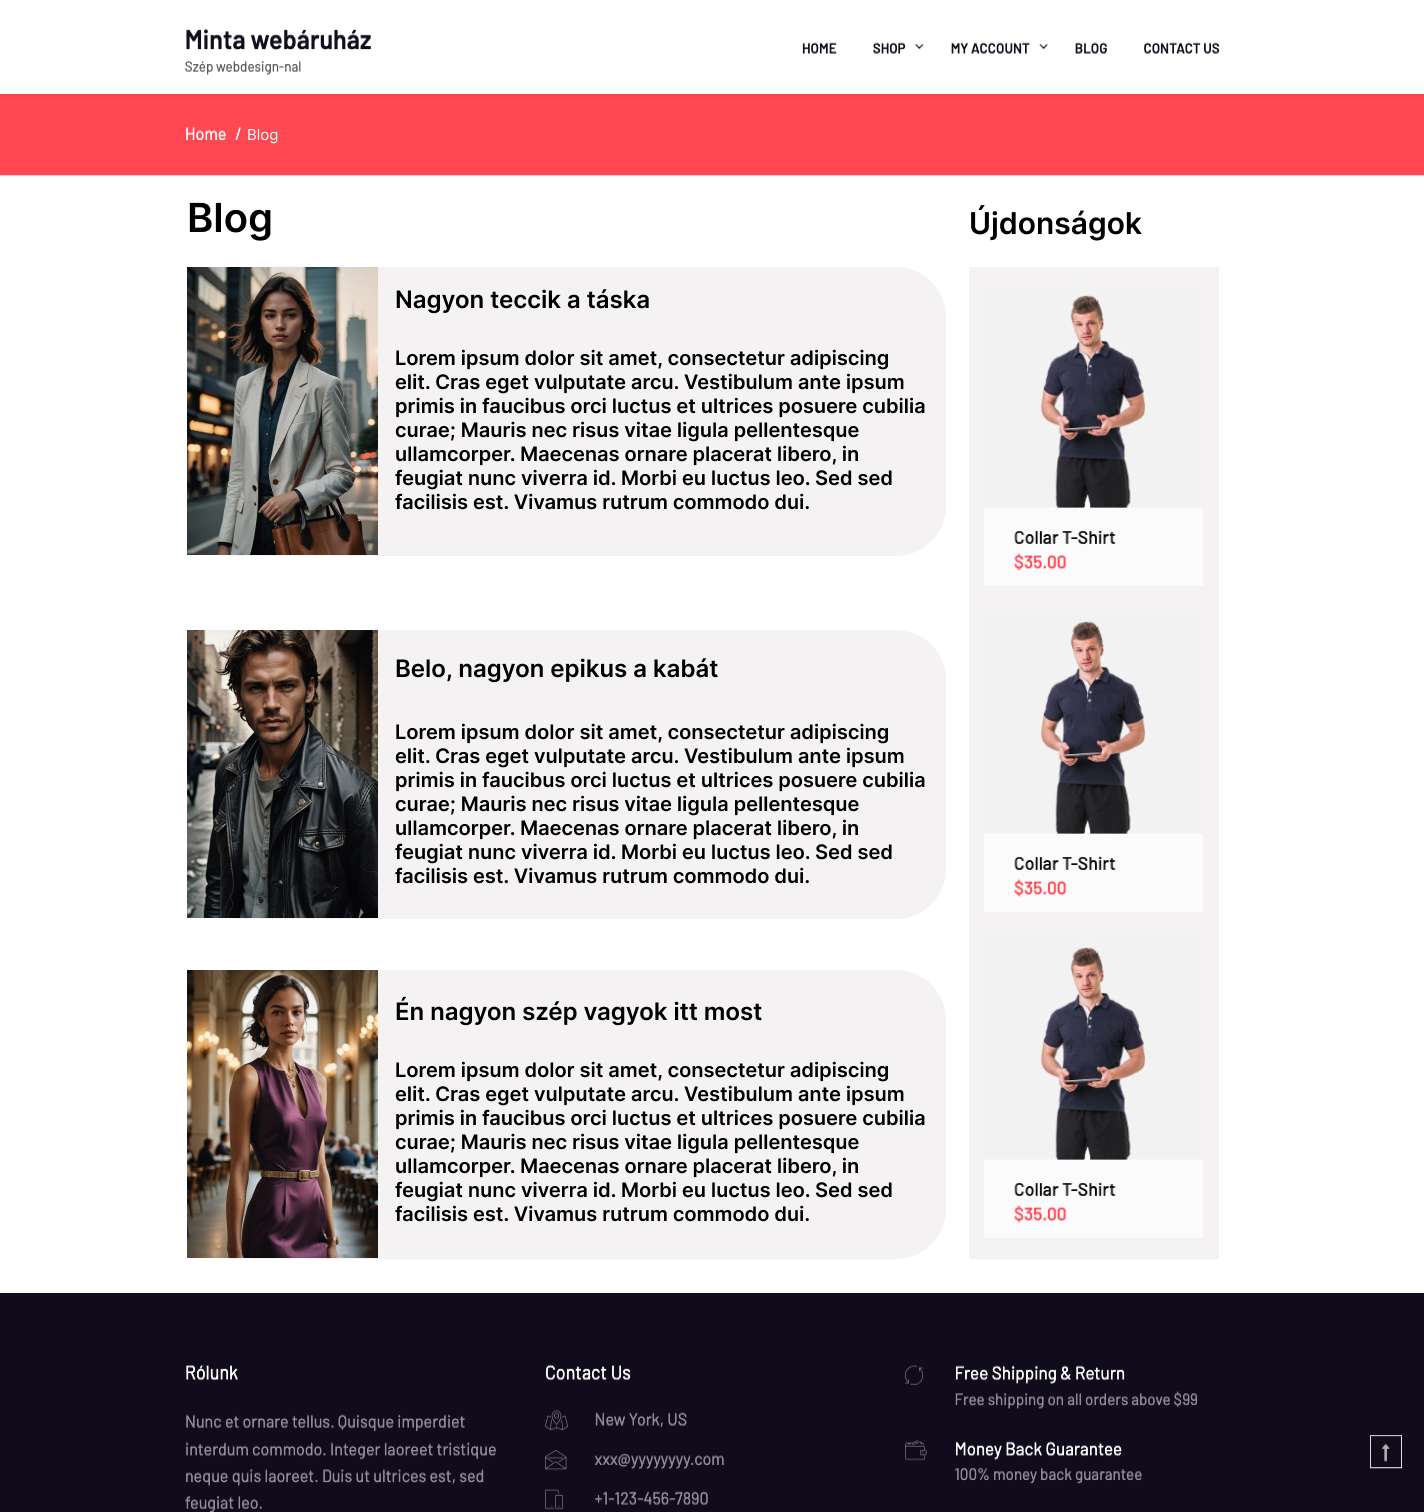 Minta webáruház
Szép webdesign-nal
HOME SHOP MY ACCOUNT BLOG CONTACT US
Home / Blog
Blog
Nagyon teccik a táska
Lorem ipsum dolor sit amet, consectetur adipiscing
elit. Cras eget vulputate arcu. Vestibulum ante ipsum
primis in faucibus orci luctus et ultrices posuere cubilia
curae; Mauris nec risus vitae ligula pellentesque
ullamcorper. Maecenas ornare placerat libero, in
feugiat nunc viverra id. Morbi eu luctus leo. Sed sed
facilisis est. Vivamus rutrum commodo dui.
Belo, nagyon epikus a kabát
Lorem ipsum dolor sit amet, consectetur adipiscing
elit. Cras eget vulputate arcu. Vestibulum ante ipsum
primis in faucibus orci luctus et ultrices posuere cubilia
curae; Mauris nec risus vitae ligula pellentesque
ullamcorper. Maecenas ornare placerat libero, in
feugiat nunc viverra id. Morbi eu luctus leo. Sed sed
facilisis est. Vivamus rutrum commodo dui.
Én nagyon szép vagyok itt most
Lorem ipsum dolor sit amet, consectetur adipiscing
elit. Cras eget vulputate arcu. Vestibulum ante ipsum
primis in faucibus orci luctus et ultrices posuere cubilia
curae; Mauris nec risus vitae ligula pellentesque
ullamcorper. Maecenas ornare placerat libero, in
feugiat nunc viverra id. Morbi eu luctus leo. Sed sed
facilisis est. Vivamus rutrum commodo dui.
Újdonságok
Collar T-Shirt
$35.00
Collar T-Shirt
$35.00
Collar T-Shirt
$35.00
Rólunk
Nunc et ornare tellus. Quisque imperdiet
interdum commodo. Integer laoreet tristique
neque quis laoreet. Duis ut ultrices est, sed
feugiat leo.
Contact Us
New York, US
xxx@yyyyyyyy.com
+1-123-456-7890
Free Shipping & Return
Free shipping on all orders above $99
Money Back Guarantee
100% money back guarantee